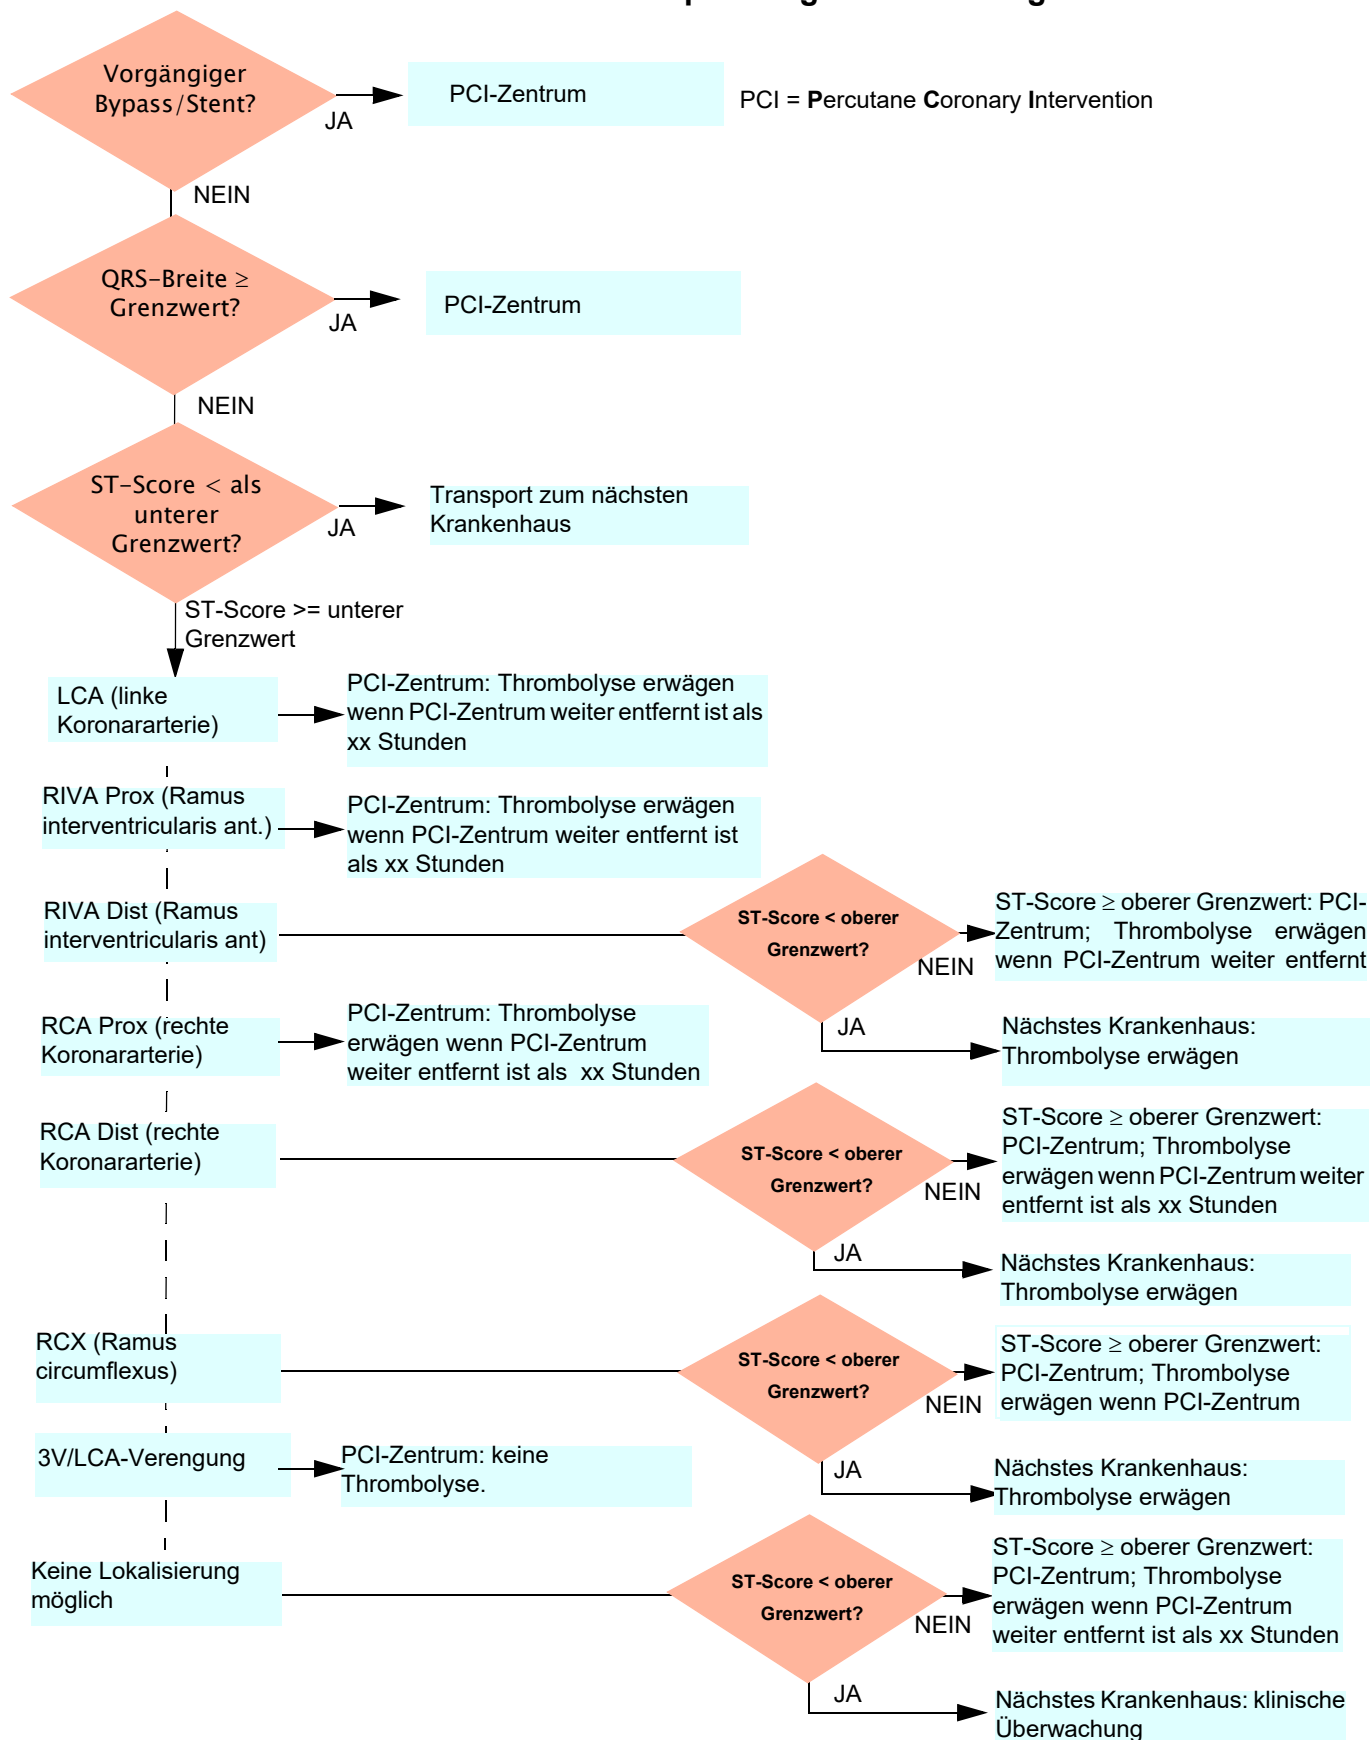 Vorgängiger
Bypass/Stent?
JA
PCI-Zentrum
PCI = Percutane Coronary Intervention
NEIN
QRS-Breite ≥
Grenzwert?
JA
PCI-Zentrum
NEIN
ST-Score < als
unterer
Grenzwert?
JA
Transport zum nächsten
Krankenhaus
ST-Score >= unterer
Grenzwert
LCA (linke
Koronararterie)
PCI-Zentrum: Thrombolyse erwägen
wenn PCI-Zentrum weiter entfernt ist als
xx Stunden
RIVA Prox (Ramus
interventricularis ant.)
PCI-Zentrum: Thrombolyse erwägen
wenn PCI-Zentrum weiter entfernt ist
als xx Stunden
RIVA Dist (Ramus
interventricularis ant)
ST-Score < oberer
Grenzwert?
NEIN
ST-Score ≥ oberer Grenzwert: PCI-
Zentrum; Thrombolyse erwägen
wenn PCI-Zentrum weiter entfernt
JA
Nächstes Krankenhaus:
Thrombolyse erwägen
RCA Prox (rechte
Koronararterie)
PCI-Zentrum: Thrombolyse
erwägen wenn PCI-Zentrum
weiter entfernt ist als xx Stunden
RCA Dist (rechte
Koronararterie)
ST-Score < oberer
Grenzwert?
NEIN
ST-Score ≥ oberer Grenzwert:
PCI-Zentrum; Thrombolyse
erwägen wenn PCI-Zentrum weiter
entfernt ist als xx Stunden
JA
Nächstes Krankenhaus:
Thrombolyse erwägen
RCX (Ramus
circumflexus)
ST-Score < oberer
Grenzwert?
NEIN
ST-Score ≥ oberer Grenzwert:
PCI-Zentrum; Thrombolyse
erwägen wenn PCI-Zentrum
JA
Nächstes Krankenhaus:
Thrombolyse erwägen
3V/LCA-Verengung
PCI-Zentrum: keine
Thrombolyse.
Keine Lokalisierung
möglich
ST-Score < oberer
Grenzwert?
NEIN
ST-Score ≥ oberer Grenzwert:
PCI-Zentrum; Thrombolyse
erwägen wenn PCI-Zentrum
weiter entfernt ist als xx Stunden
JA
Nächstes Krankenhaus: klinische
Überwachung